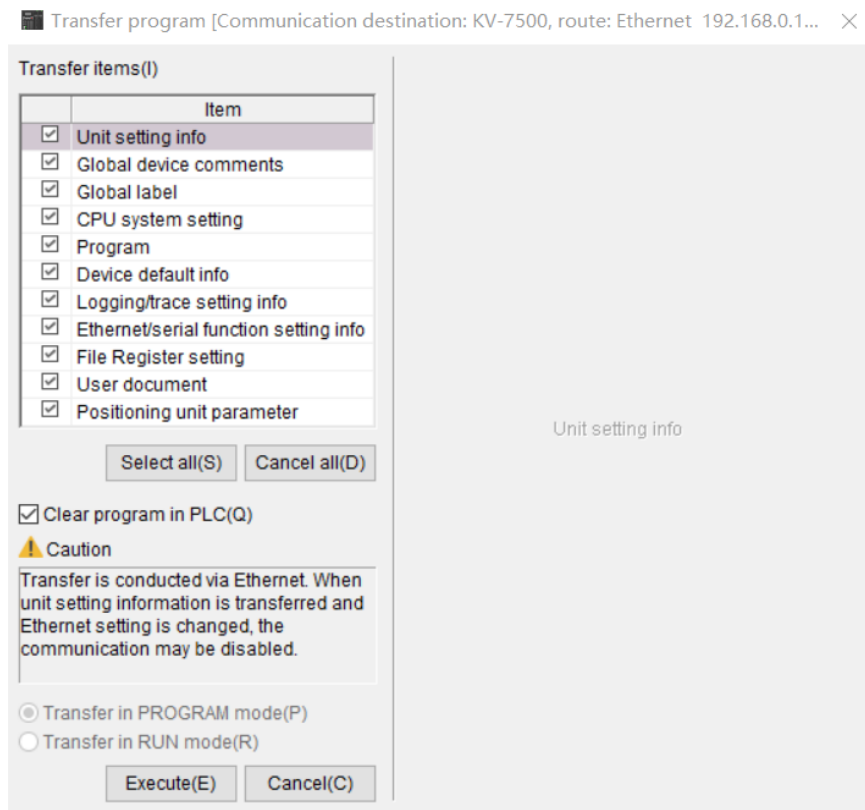 Transfer program [Communication destination: KV-7500, route: Ethernet 192.168.0.1...
Transfer items(I)
Item
Unit setting info
Global device comments
Global label
CPU system setting
Program
Device default info
Logging/trace setting info
Ethernet/serial function setting info
File Register setting
User document
Positioning unit parameter
Select all(S)
Cancel all(D)
Clear program in PLC(Q)
Caution
Transfer is conducted via Ethernet. When
unit setting information is transferred and
Ethernet setting is changed, the
communication may be disabled.
Transfer in PROGRAM mode(P)
Transfer in RUN mode(R)
Execute(E)
Cancel(C)
Unit setting info